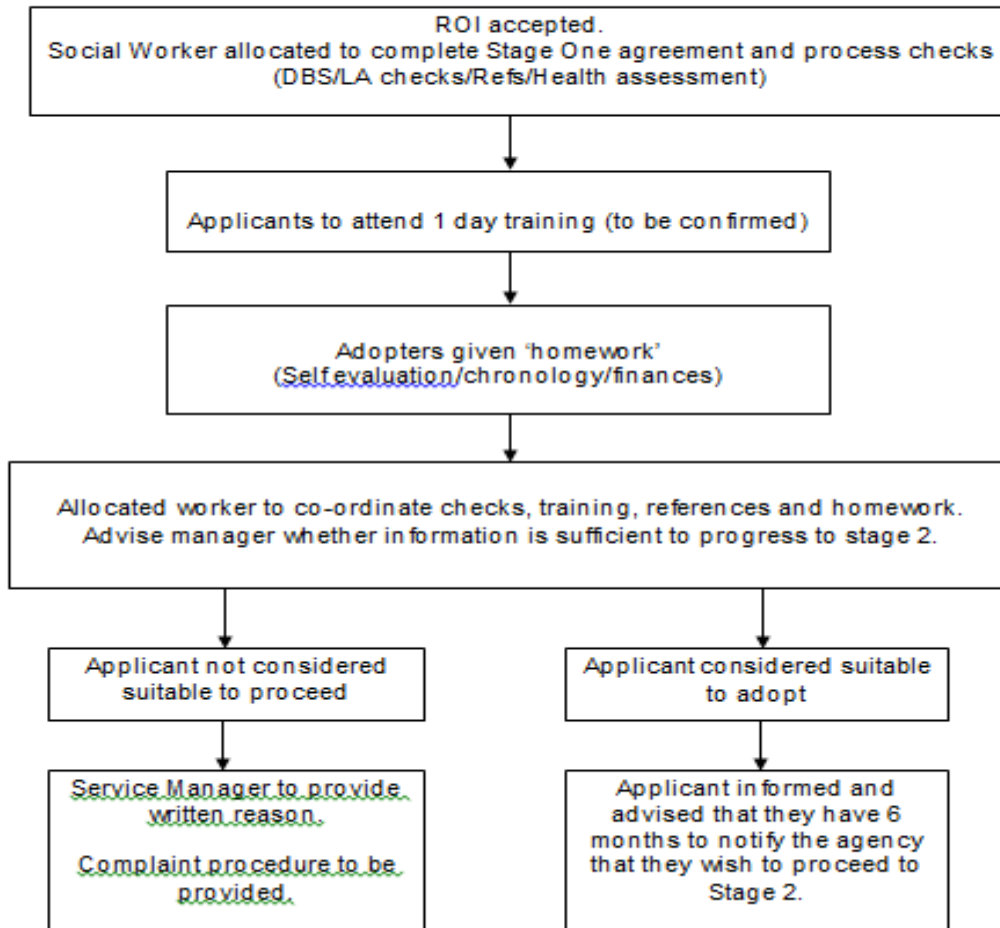 ROI accepted.
Social Worker allocated to complete Stage One agreement and process checks
(DBS/LA checks/Refs/Health assessment)
Applicants to attend 1 day training (to be confirmed)
Adopters given ‘homework’
(Self evaluation/chronology/finances)
Allocated worker to co-ordinate checks, training, references and homework.
Advise manager whether information is sufficient to progress to stage 2.
Applicant not considered
suitable to proceed
Applicant considered suitable
to adopt
Service Manager to provide
written reason.
Complaint procedure to be
provided.
Applicant informed and
advised that they have 6
months to notify the agency
that they wish to proceed to
Stage 2.